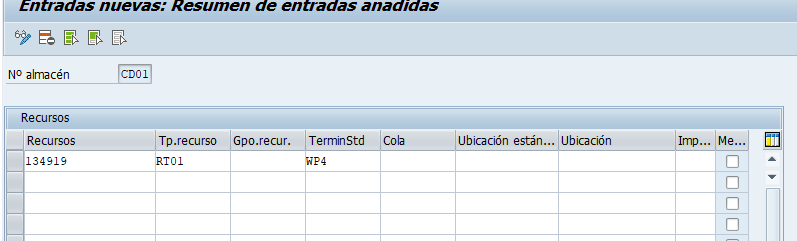 Entradas nuevas: Resumen de entradas añadidas
Nº almacén CD01
Recursos
Recursos Tp.recurso Gpo.recur. TerminStd Cola Ubicación están... Ubicación Imp... Me...
134919 RT01 WP4